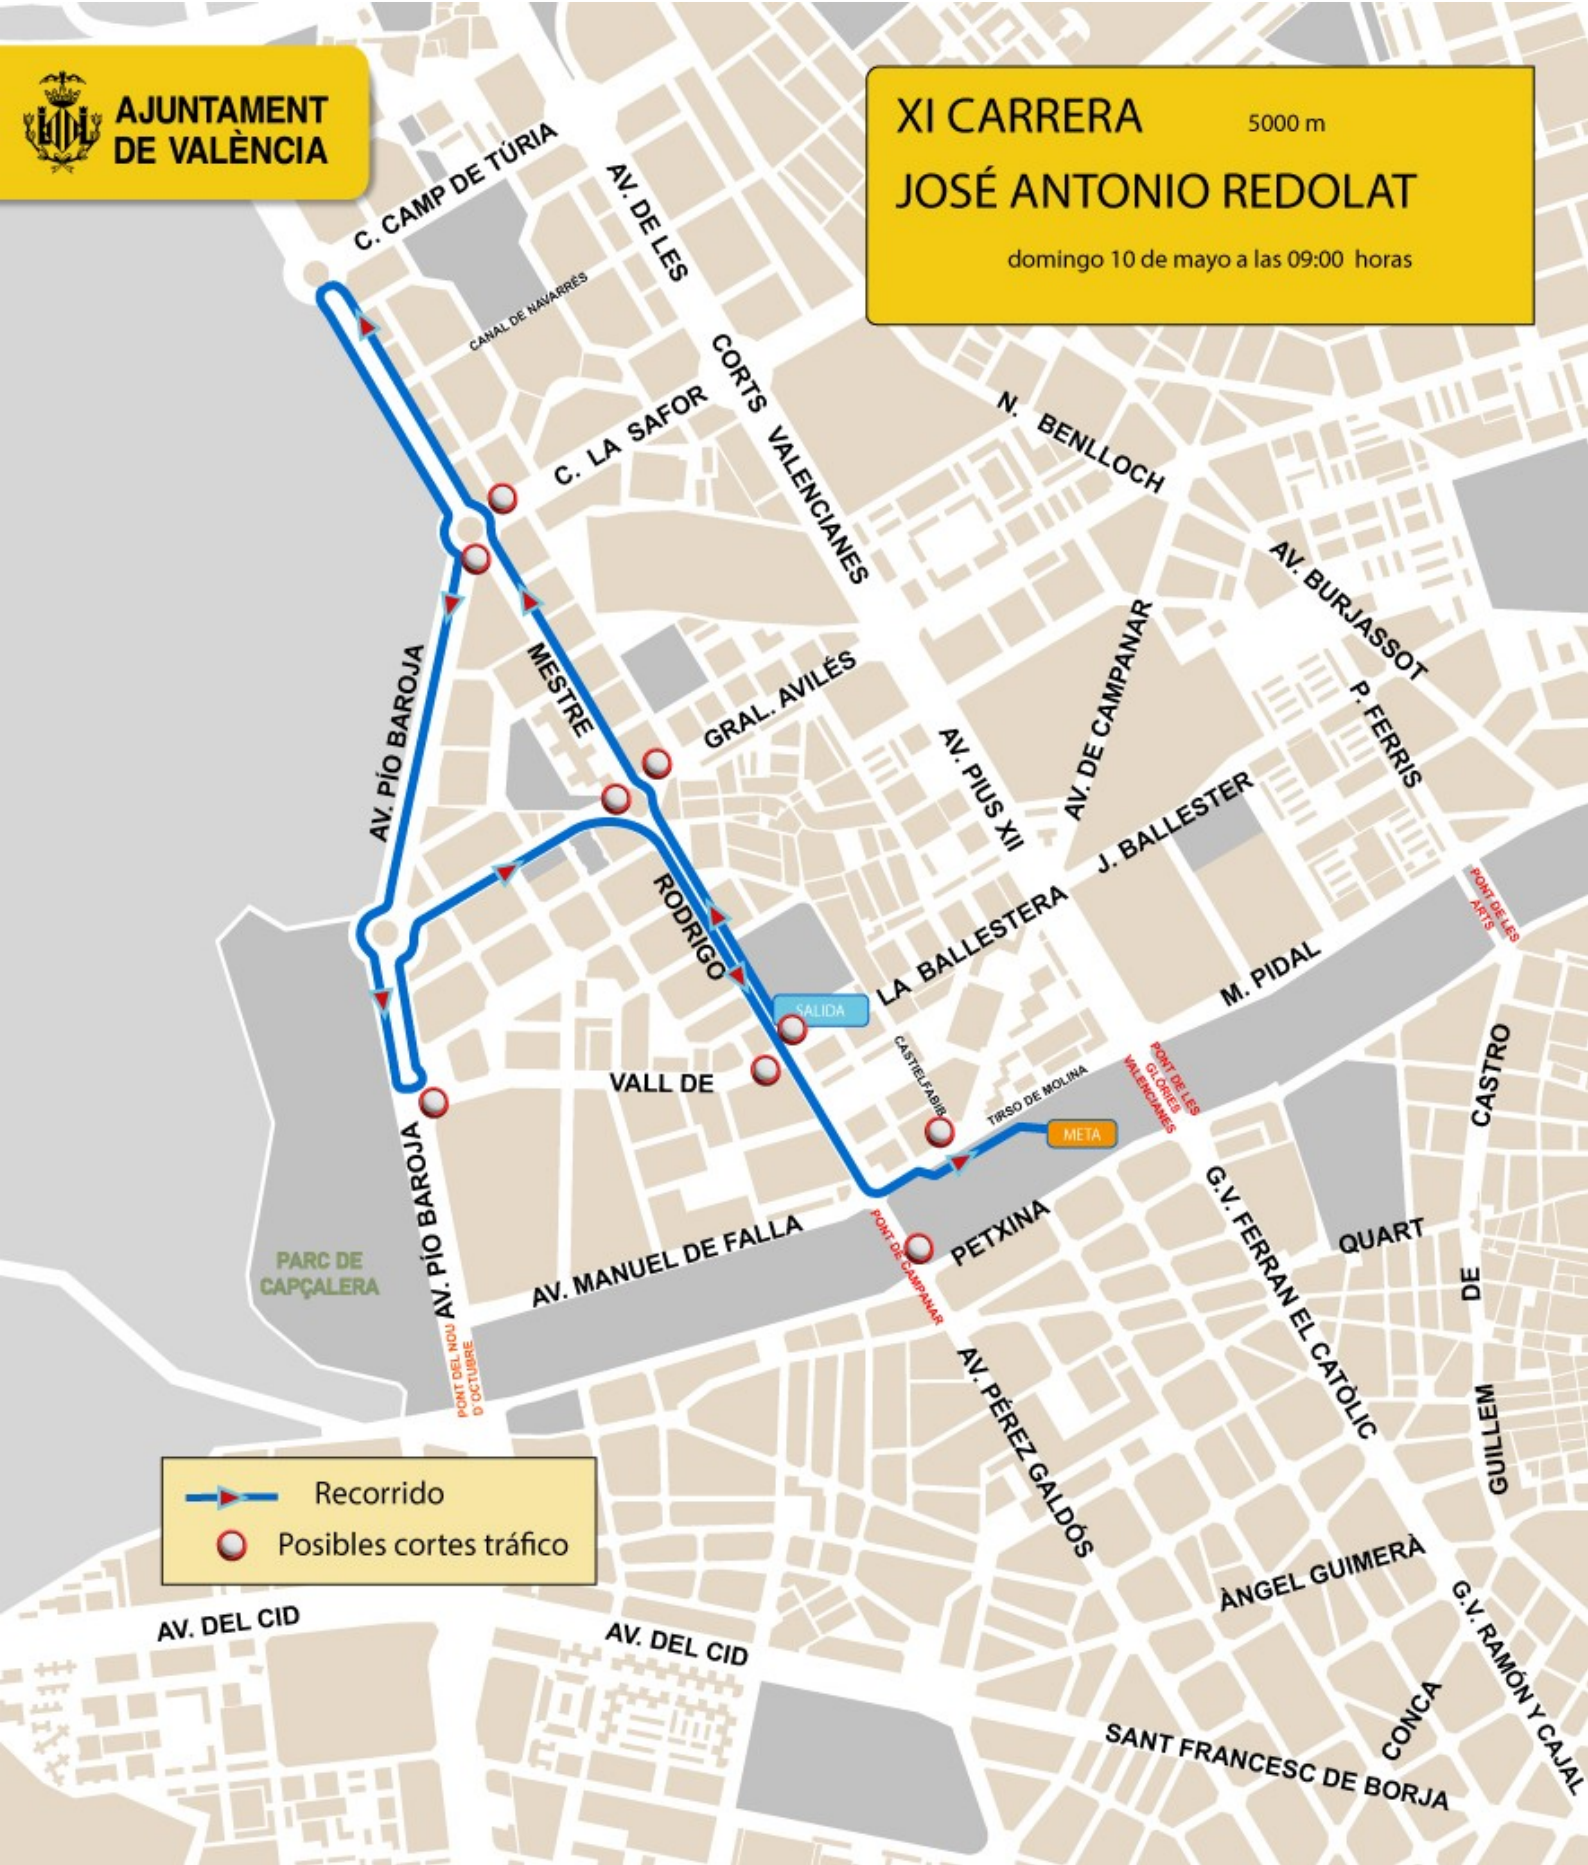 AJUNTAMENT
DE VALÈNCIA
XI CARRERA 5000 m
JOSÉ ANTONIO REDOLAT
domingo 10 de mayo a las 09:00 horas
C. CAMP DE TÚRIA
AV. DE LES
CORTS VALENCIANES
CANAL DE NAVARRÉS
C. LA SAFOR
N. BENLLOCH
AV. BURJASSOT
AV. DE CAMPANAR
P. FERRIS
MESTRE
GRAL. AVILÉS
AV. PÍO BAROJA
AV. PIUS XII
J. BALLESTER
RODRIGO
LA BALLESTERA
PONT DE LES
ARTS
M. PIDAL
SALIDA
CASTIELFABIB
VALL DE
TIRSO DE MOLINA
META
PONT DE LES
GLÒRIES
VALENCIANES
CASTRO
DE
GUILLEM
AV. PÍO BAROJA
PONT DE CAMPANAR
PETXINA
G.V. FERRAN EL CATÒLIC
QUART
PARC DE
CAPÇALERA
AV. MANUEL DE FALLA
PONT DEL NOU
D´OCTUBRE
AV. PÉREZ GALDÓS
Recorrido
Posibles cortes tráfico
ÀNGEL GUIMERÀ
G.V. RAMÓN Y CAJAL
AV. DEL CID
AV. DEL CID
CONCA
SANT FRANCESC DE BORJA